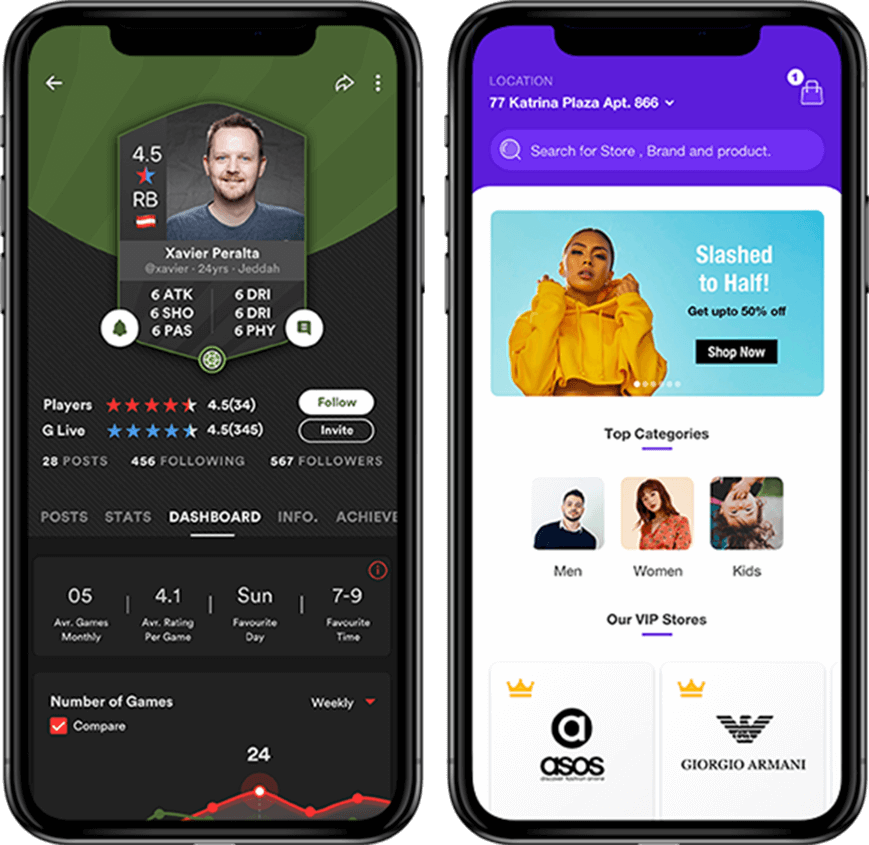 4.5
RB
Xavier Peralta
@xavier · 24yrs · Jeddah
6 ATK 6 DRI
6 SHO 6 DRI
6 PAS 6 PHY
Players 4.5(34) Follow
G Live 4.5(345) Invite
28 POSTS 456 FOLLOWING 567 FOLLOWERS
POSTS STATS DASHBOARD INFO. ACHIEVE
05 4.1 Sun 7-9
Avr. Games Avr. Rating Favourite Favourite
Monthly Per Game Day Time
Number of Games Weekly
Compare
24
LOCATION
77 Katrina Plaza Apt. 866
1
Search for Store , Brand and product.
Slashed
to Half!
Get upto 50% off
Shop Now
Top Categories
Men Women Kids
Our VIP Stores
a
asos
discover fashion online
GIORGIO ARMANI